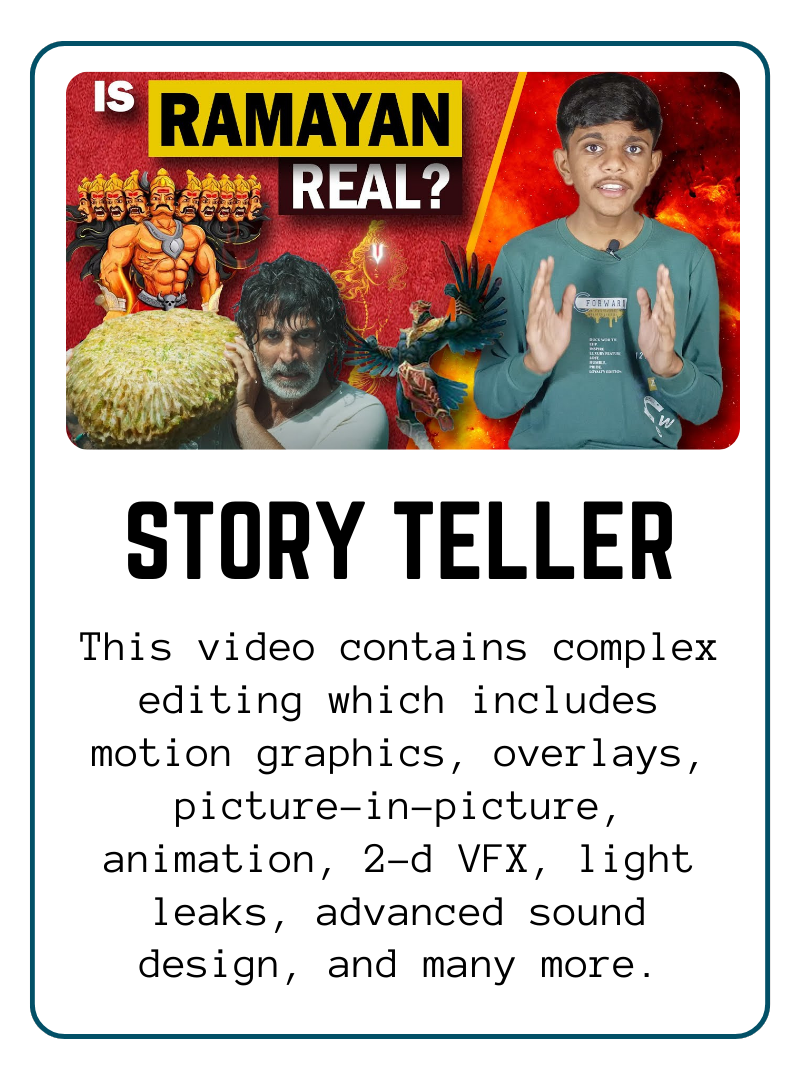 IS
RAMAYAN
REAL?
FORWARD
STORY TELLER
This video contains complex
editing which includes
motion graphics, overlays,
picture-in-picture,
animation, 2-d VFX, light
leaks, advanced sound
design, and many more.